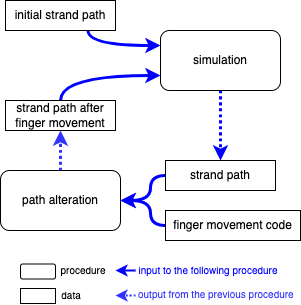 initial strand path
simulation
strand path after
finger movement
strand path
path alteration
finger movement code
procedure
input to the following procedure
data
output from the previous procedure